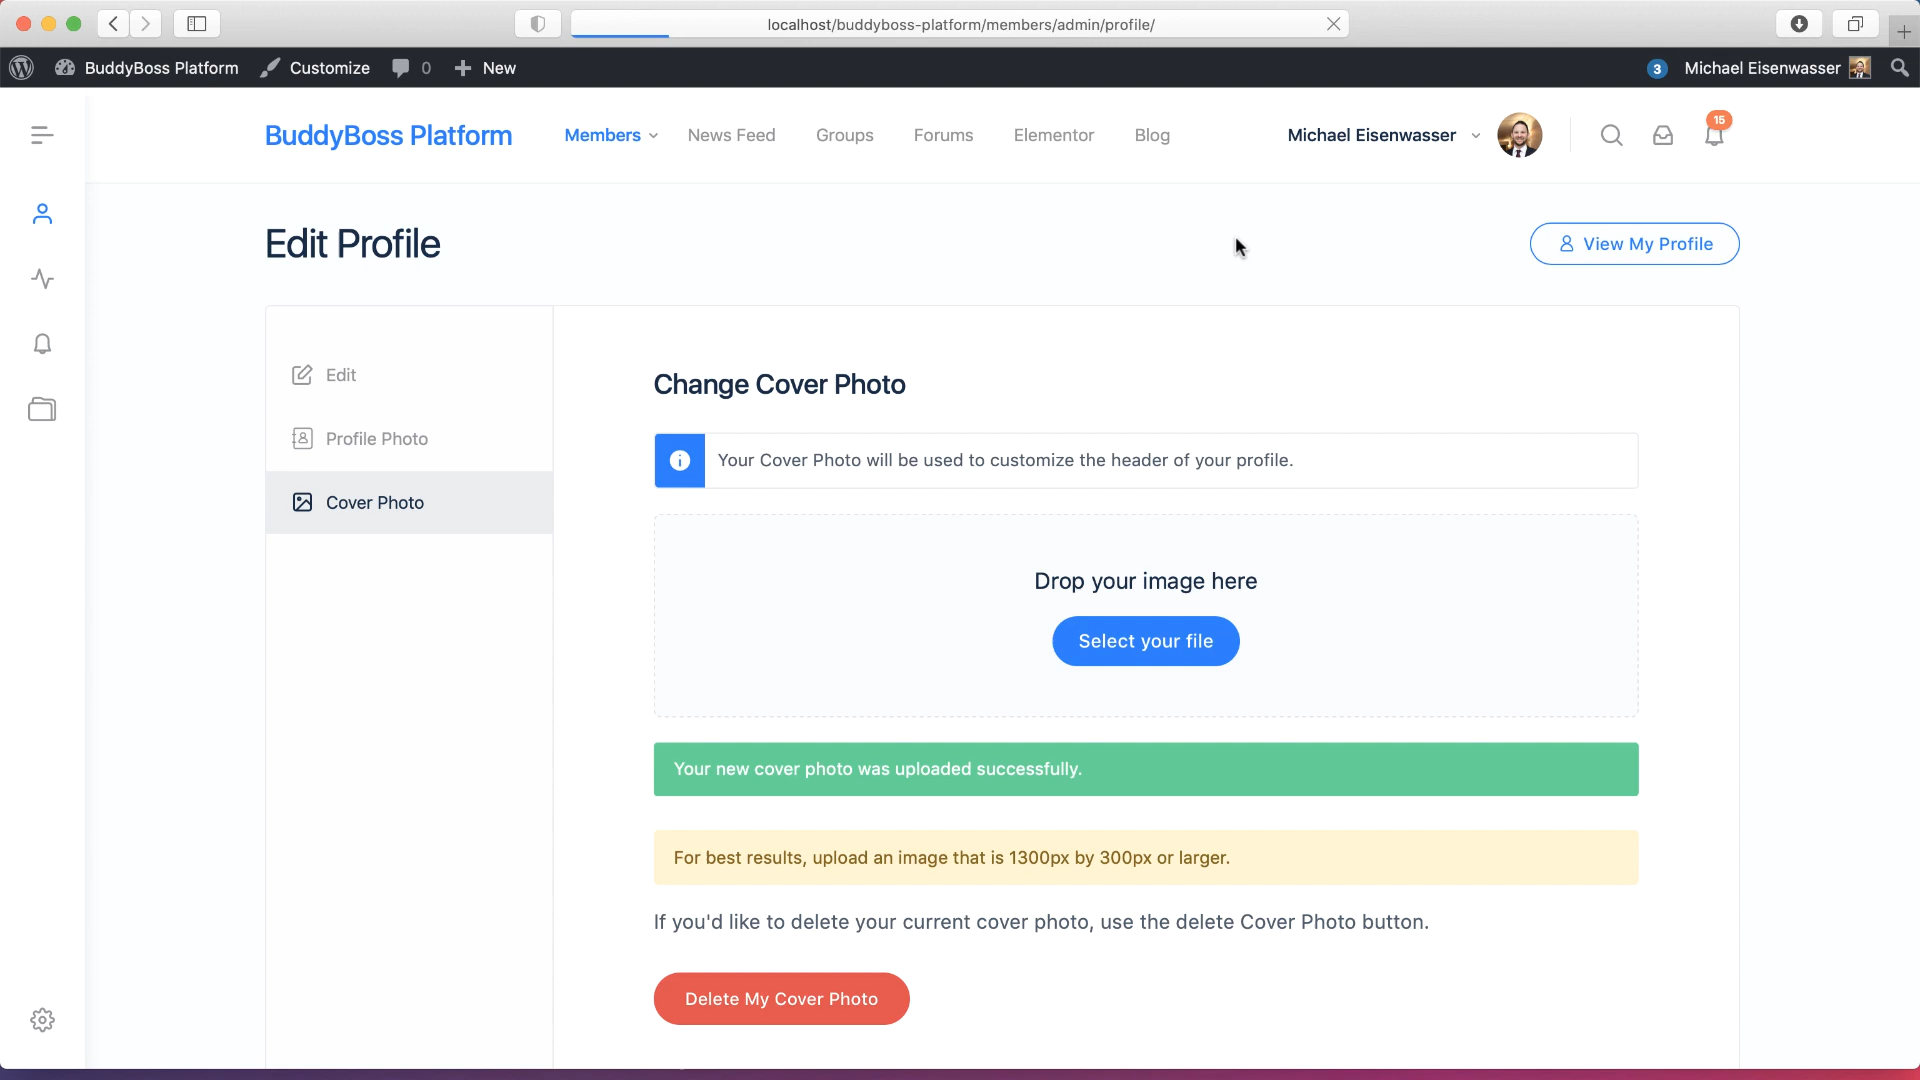 localhost/buddyboss-platform/members/admin/profile/
BuddyBoss Platform Customize 0 New 3 Michael Eisenwasser
BuddyBoss Platform Members News Feed Groups Forums Elementor Blog Michael Eisenwasser 15
Edit Profile
View My Profile
Edit
Profile Photo
Cover Photo
Change Cover Photo
Your Cover Photo will be used to customize the header of your profile.
Drop your image here
Select your file
Your new cover photo was uploaded successfully.
For best results, upload an image that is 1300px by 300px or larger.
If you'd like to delete your current cover photo, use the delete Cover Photo button.
Delete My Cover Photo